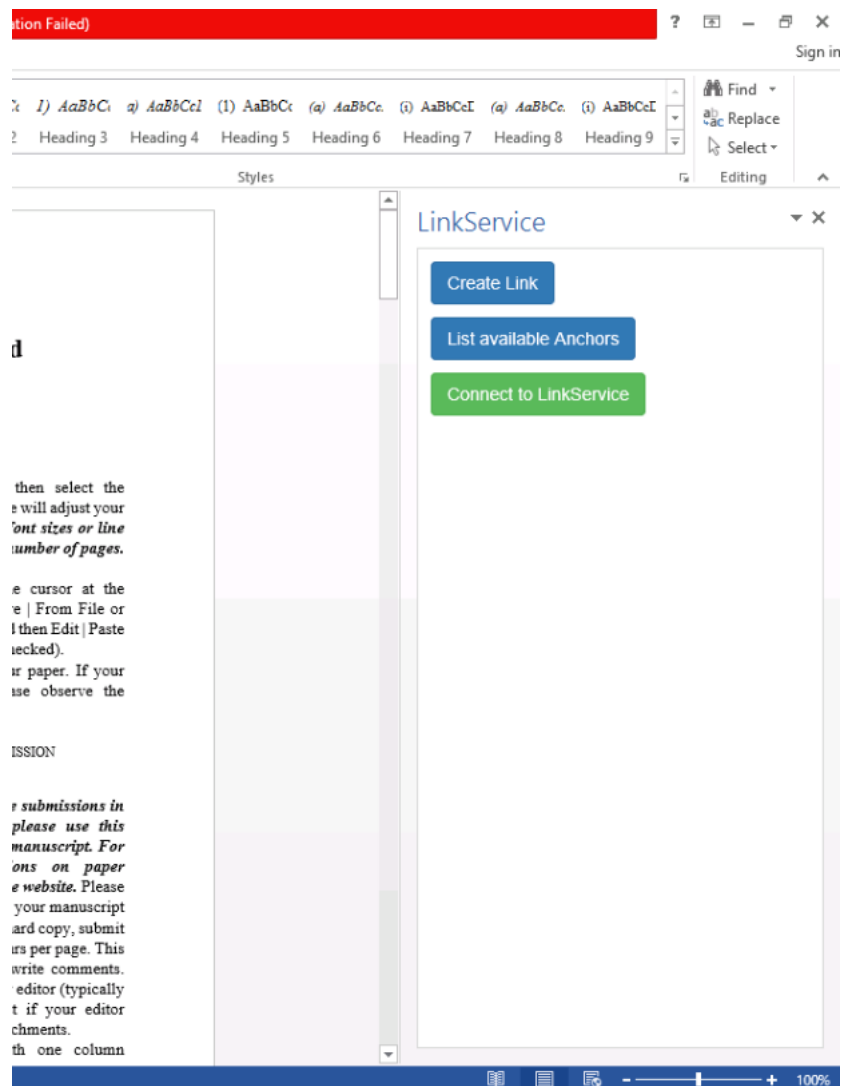 tion Failed)
?
Sign in
1) AaBbC a) AaBbCcI (1) AaBbCc (a) AaBbCc. (i) AaBbCcI (a) AaBbCc. (i) AaBbCcI
2 Heading 3 Heading 4 Heading 5 Heading 6 Heading 7 Heading 8 Heading 9
Find
Replace
Select
Styles
Editing
LinkService
Create Link
List available Anchors
Connect to LinkService
d
then select the
e will adjust your
font sizes or line
number of pages.
e cursor at the
e | From File or
then Edit | Paste
hecked).
ur paper. If your
ase observe the
ISSION
e submissions in
please use this
manuscript. For
ons on paper
e website. Please
your manuscript
ard copy, submit
rs per page. This
write comments.
editor (typically
t if your editor
chments.
th one column
100%